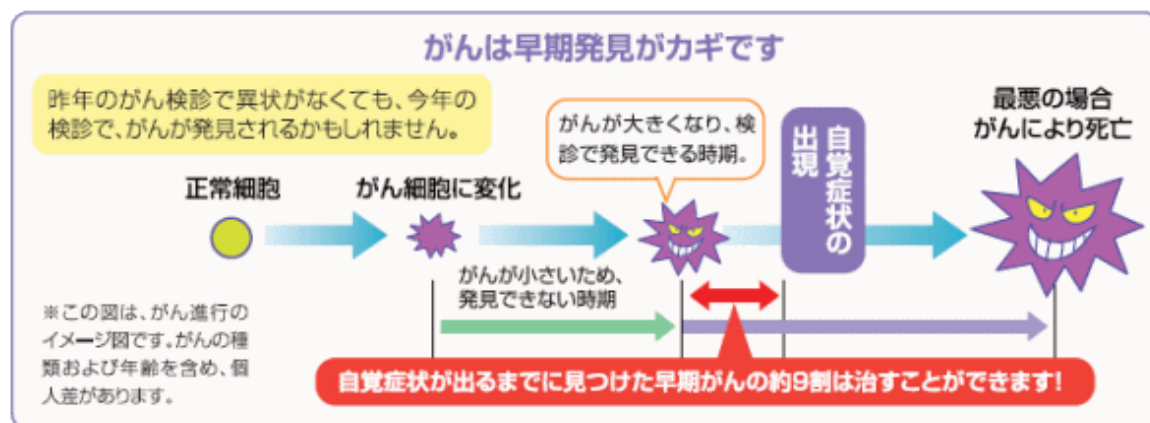 がんは早期発見がカギです
昨年のがん検診で異状がなくても、今年の
検診で、がんが発見されるかもしれません。
がんが大きくなり、検
診で発見できる時期。
自覚症状の
出現
最悪の場合
がんにより死亡
正常細胞
がん細胞に変化
がんが小さいため、
発見できない時期
※この図は、がん進行の
イメージ図です。がんの種
類および年齢を含め、個
人差があります。
自覚症状が出るまでに見つけた早期がんの約9割は治すことができます!